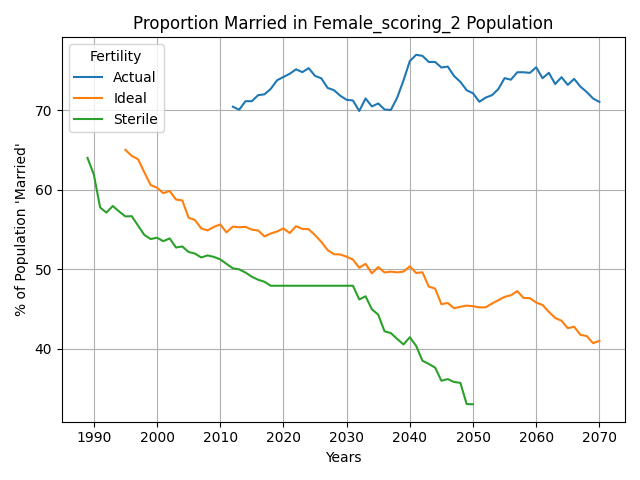 Proportion Married in Female_scoring_2 Population
% of Population 'Married'
Fertility
Actual
Ideal
Sterile
70
60
50
40
1990 2000 2010 2020 2030 2040 2050 2060 2070
Years